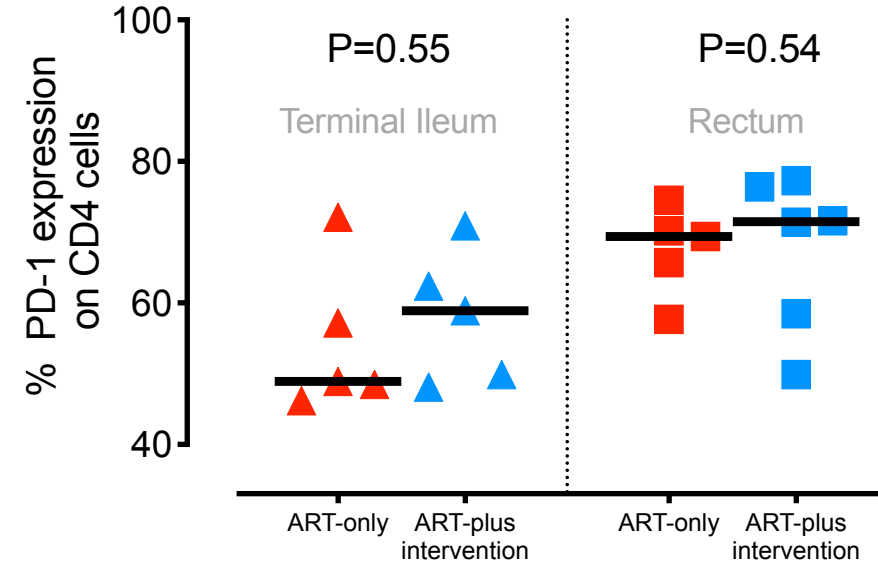 % PD-1 expression
on CD4 cells
100
80
60
40
P=0.55
Terminal Ileum
P=0.54
Rectum
ART-only
ART-plus
intervention
ART-only
ART-plus
intervention